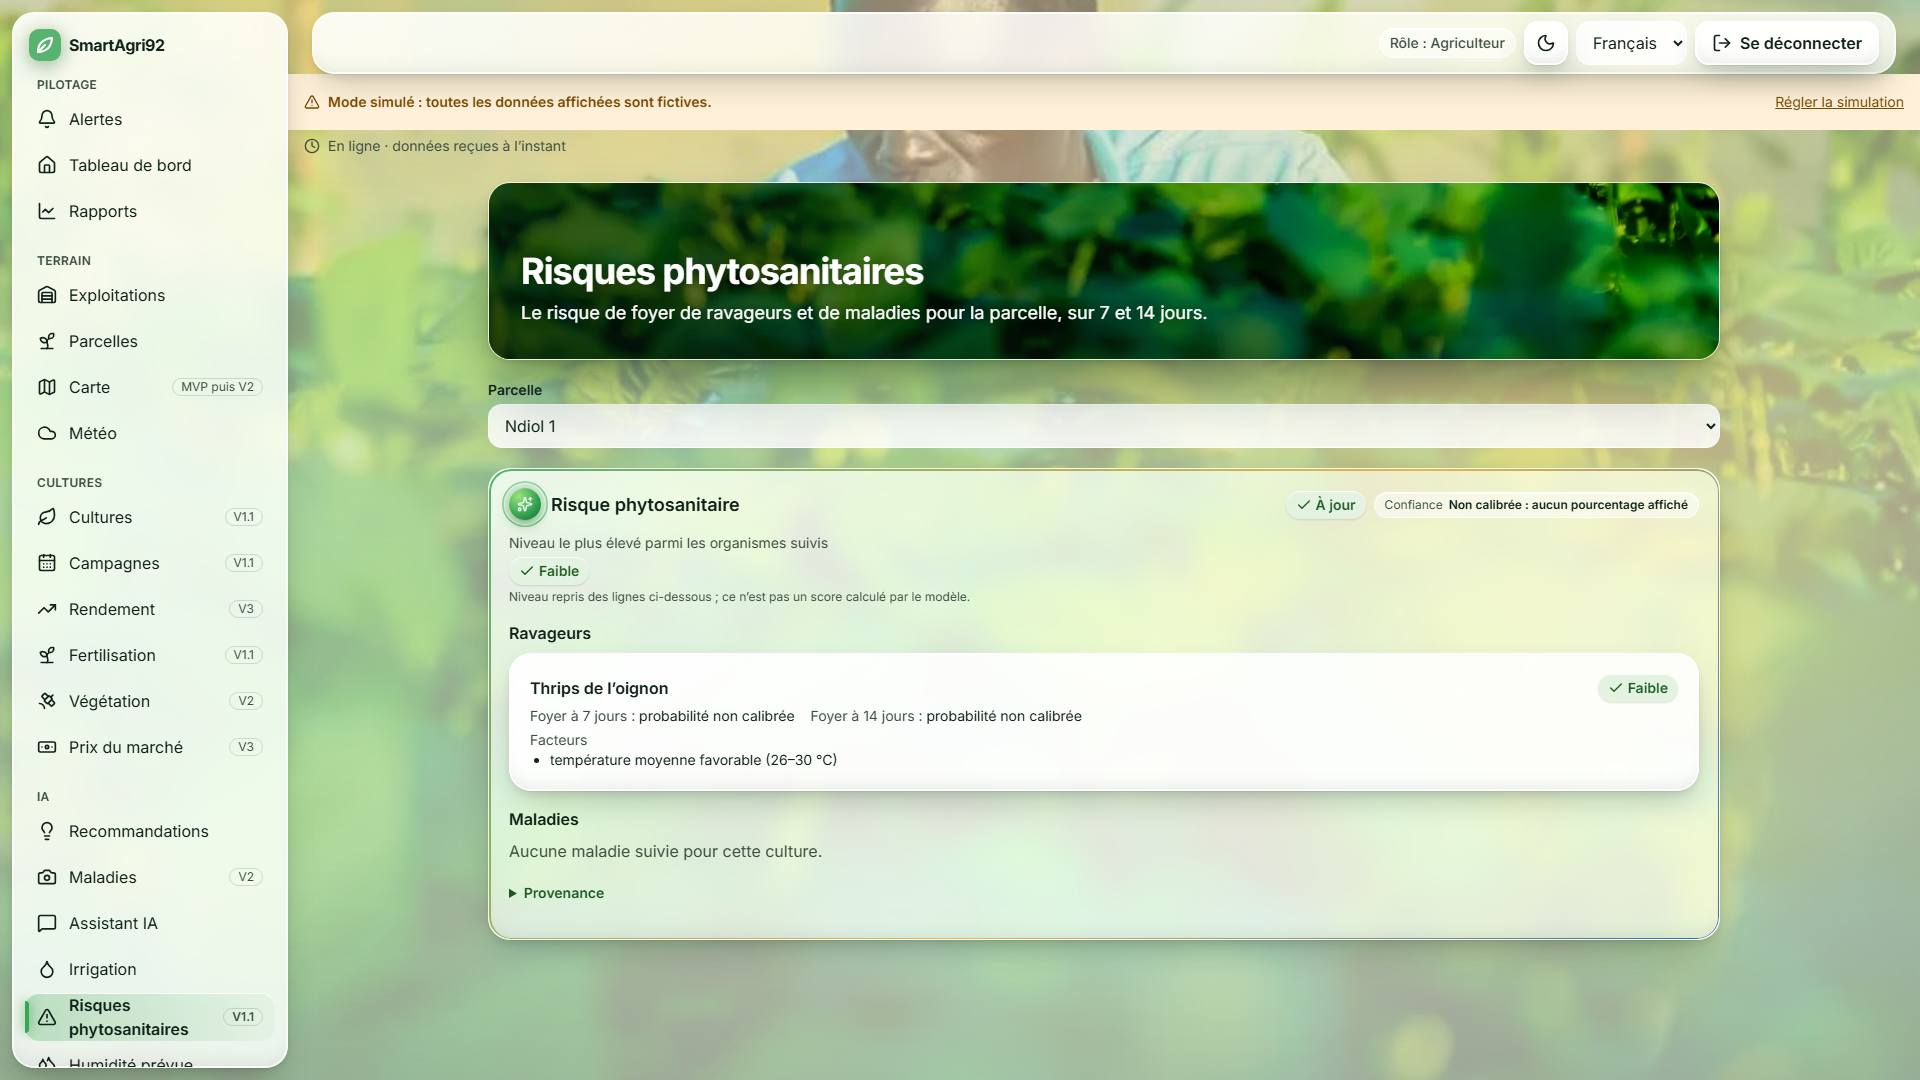 SmartAgri92
PILOTAGE
Alertes
Tableau de bord
Rapports
TERRAIN
Exploitations
Parcelles
Carte MVP puis V2
Météo
CULTURES
Cultures V1.1
Campagnes V1.1
Rendement V3
Fertilisation V1.1
Végétation V2
Prix du marché V3
IA
Recommandations
Maladies V2
Assistant IA
Irrigation
Risques
phytosanitaires V1.1
Humidité prévue
Rôle : Agriculteur
Français
Se déconnecter
Mode simulé : toutes les données affichées sont fictives.
Régler la simulation
En ligne · données reçues à l’instant
Risques phytosanitaires
Le risque de foyer de ravageurs et de maladies pour la parcelle, sur 7 et 14 jours.
Parcelle
Ndiol 1
Risque phytosanitaire
À jour
Confiance Non calibrée : aucun pourcentage affiché
Niveau le plus élevé parmi les organismes suivis
Faible
Niveau repris des lignes ci-dessous ; ce n’est pas un score calculé par le modèle.
Ravageurs
Thrips de l’oignon
Faible
Foyer à 7 jours : probabilité non calibrée Foyer à 14 jours : probabilité non calibrée
Facteurs
• température moyenne favorable (26–30 °C)
Maladies
Aucune maladie suivie pour cette culture.
Provenance